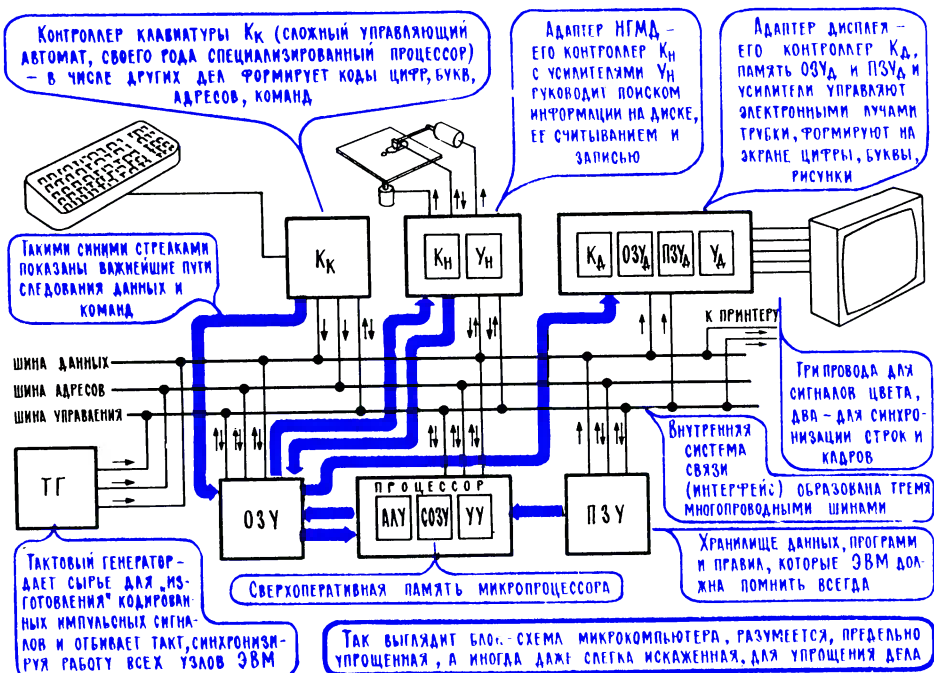 Контроллер клавиатуры Кк (сложный управляющий
автомат, своего рода специализированный процессор)
– в числе других дел формирует коды цифр, букв,
адресов, команд
Адаптер НГМД –
его контроллер Кн
с усилителями Ун
руководит поиском
информации на диске,
ее считыванием и
записью
Адаптер дисплея –
его контроллер Кд,
память ОЗУд и ПЗУд и
усилители управляют
электронными лучами
трубки, формируют на
экране цифры, буквы,
рисунки
Такими синими стрелками
показаны важнейшие пути
следования данных и
команд
Кк
Кн
Ун
Кд
ОЗУд
ПЗУд
Уд
к принтеру
шина данных
шина адресов
шина управления
Три провода для
сигналов цвета,
два – для синхро-
низации строк и
кадров
Внутренняя
система
связи
(интерфейс) образована тремя
многопроводными шинами
ТГ
ОЗУ
процессор
АЛУ
СОЗУ
УУ
ПЗУ
Тактовый генератор –
дает сырье для „из-
готовления" кодирован-
ных импульсных сигна-
лов и отбивает такт, синхронизи-
руя работу всех узлов ЭВМ
Сверхоперативная память микропроцессора
Хранилище данных, программ
и правил, которые ЭВМ дол-
жна помнить всегда
Так выглядит блок-схема микрокомпьютера, разумеется, предельно
упрощенная, а иногда даже слегка искаженная, для упрощения дела